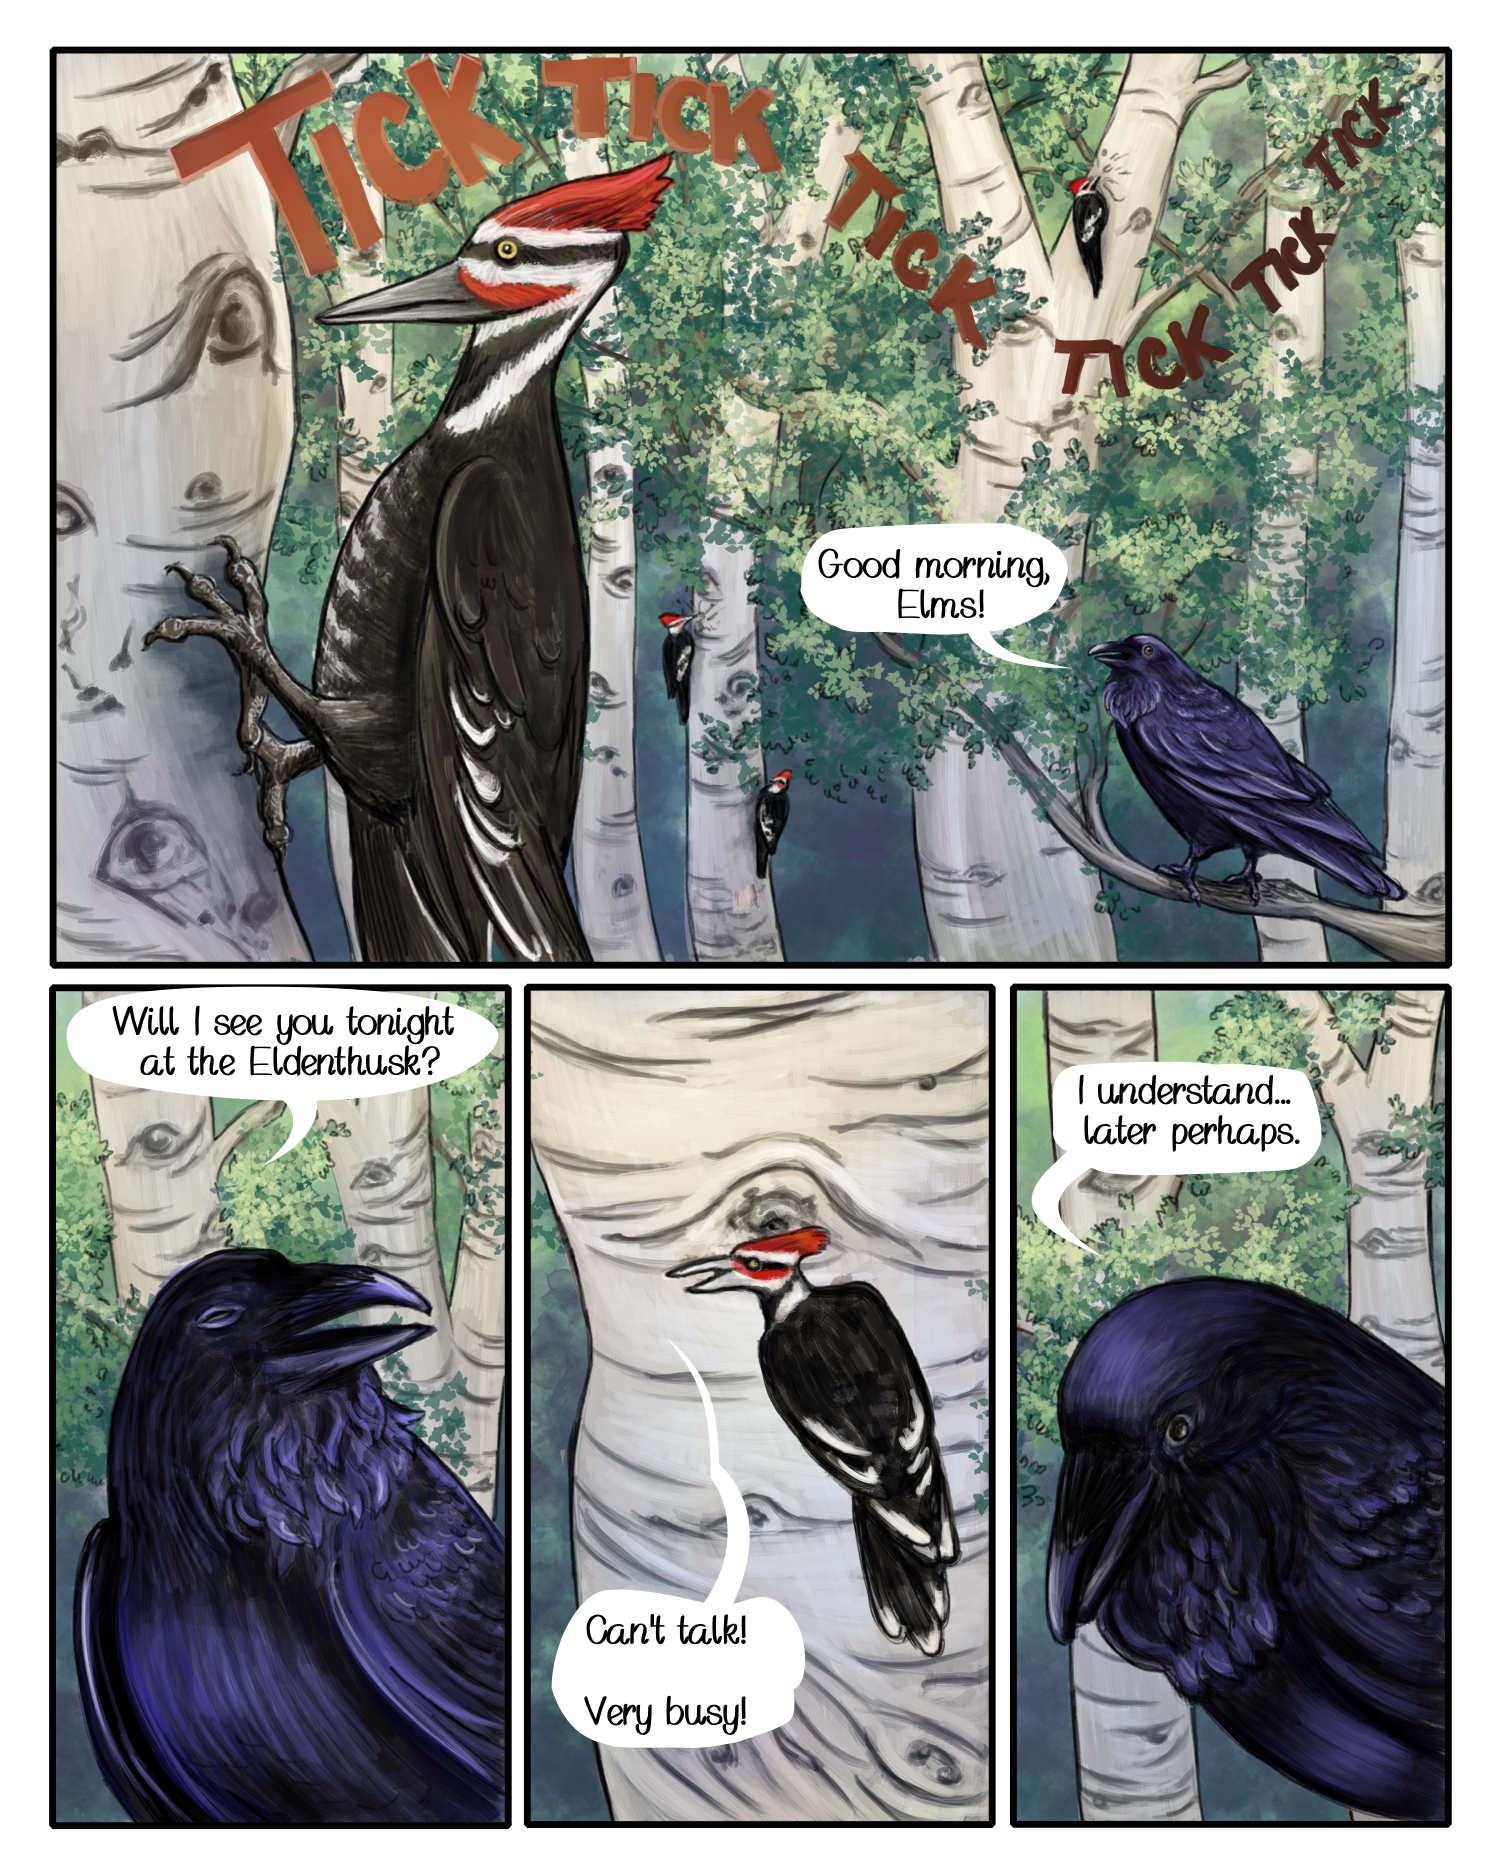 TICK TICK TICK TICK TICK TICK
Good morning,
Elms!
Will I see you tonight
at the Eldenthusk?
Can't talk!
Very busy!
I understand...
later perhaps.